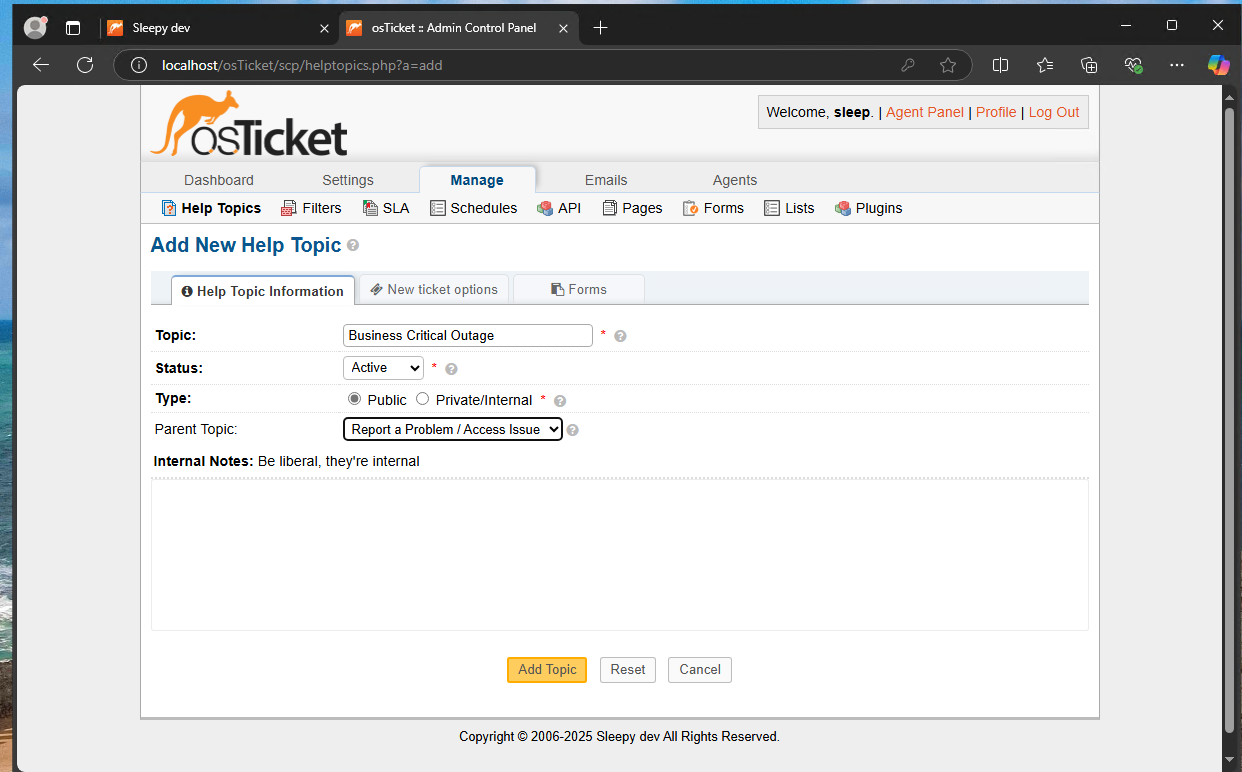 Sleepy dev
osTicket :: Admin Control Panel
localhost/osTicket/scp/helptopics.php?a=add
osTicket
Welcome, sleep. | Agent Panel | Profile | Log Out
Dashboard Settings Manage Emails Agents
Help Topics Filters SLA Schedules API Pages Forms Lists Plugins
Add New Help Topic
Help Topic Information New ticket options Forms
Topic: Business Critical Outage *
Status: Active *
Type: Public Private/Internal *
Parent Topic: Report a Problem / Access Issue
Internal Notes: Be liberal, they're internal
Add Topic Reset Cancel
Copyright © 2006-2025 Sleepy dev All Rights Reserved.